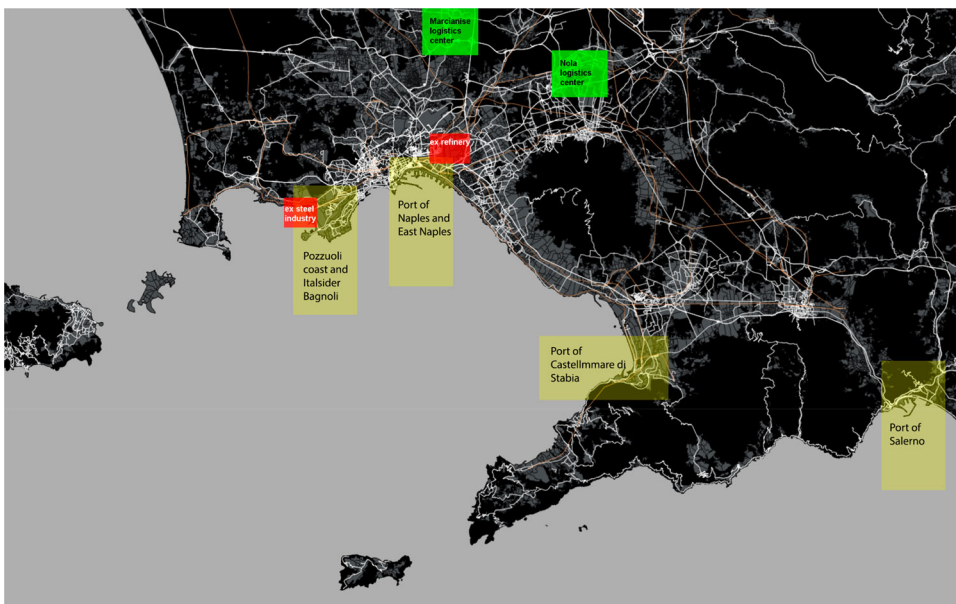 Marcianise
logistics
center
Nola
logistics
center
ex refinery
ex steel
industry
Port of
Naples and
East Naples
Pozzuoli
coast and
Italsider
Bagnoli
Port of
Castellmmare di
Stabia
Port of
Salerno